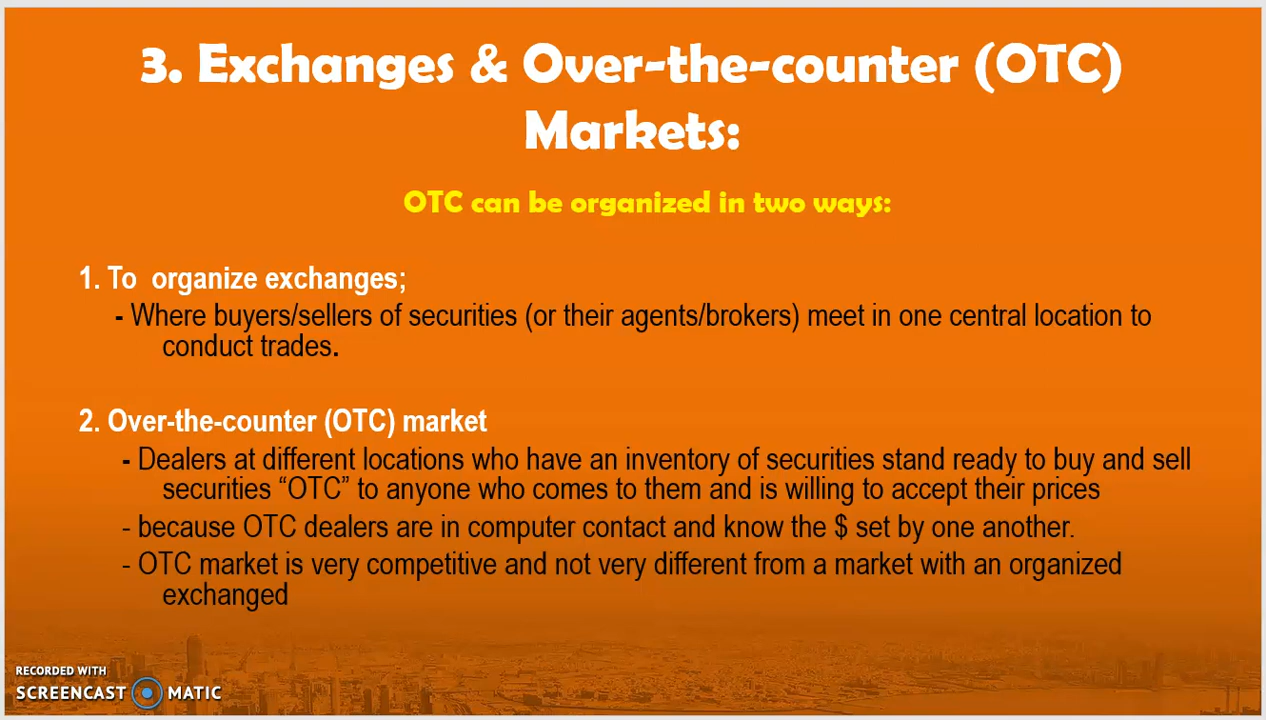 3. Exchanges & Over-the-counter (OTC)
Markets:
OTC can be organized in two ways:
1. To organize exchanges;
- Where buyers/sellers of securities (or their agents/brokers) meet in one central location to
conduct trades.
2. Over-the-counter (OTC) market
- Dealers at different locations who have an inventory of securities stand ready to buy and sell
securities “OTC” to anyone who comes to them and is willing to accept their prices
- because OTC dealers are in computer contact and know the $ set by one another.
- OTC market is very competitive and not very different from a market with an organized
exchanged
RECORDED WITH
SCREENCAST MATIC